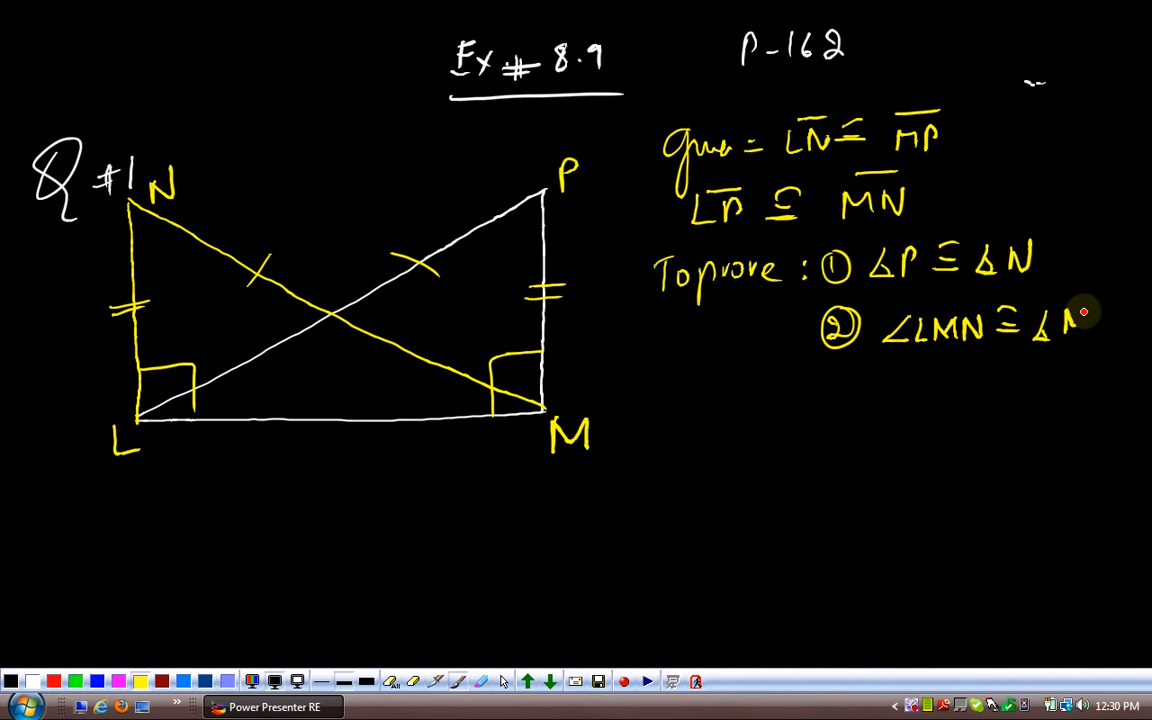 Ex # 8.9
P-162
Q #1
N
P
L
M
LN ≅ MP
LP ≅ MN
To prove : ① ∡P ≅ ∡N
② ∠LMN ≅ ∡M
Power Presenter RE
12:30 PM